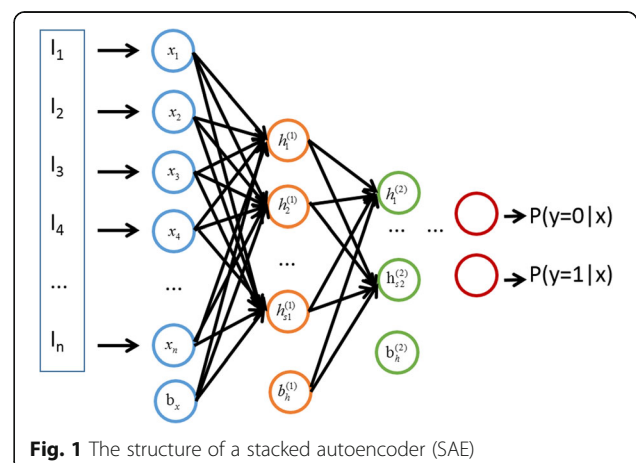 I1
x1
I2
x2
I3
x3
I4
x4
...
...
In
xn
bx
h1(1)
h2(1)
...
hs1(1)
bh(1)
h1(2)
... ...
hs2(2)
bh(2)
P(y=0|x)
P(y=1|x)
Fig. 1 The structure of a stacked autoencoder (SAE)